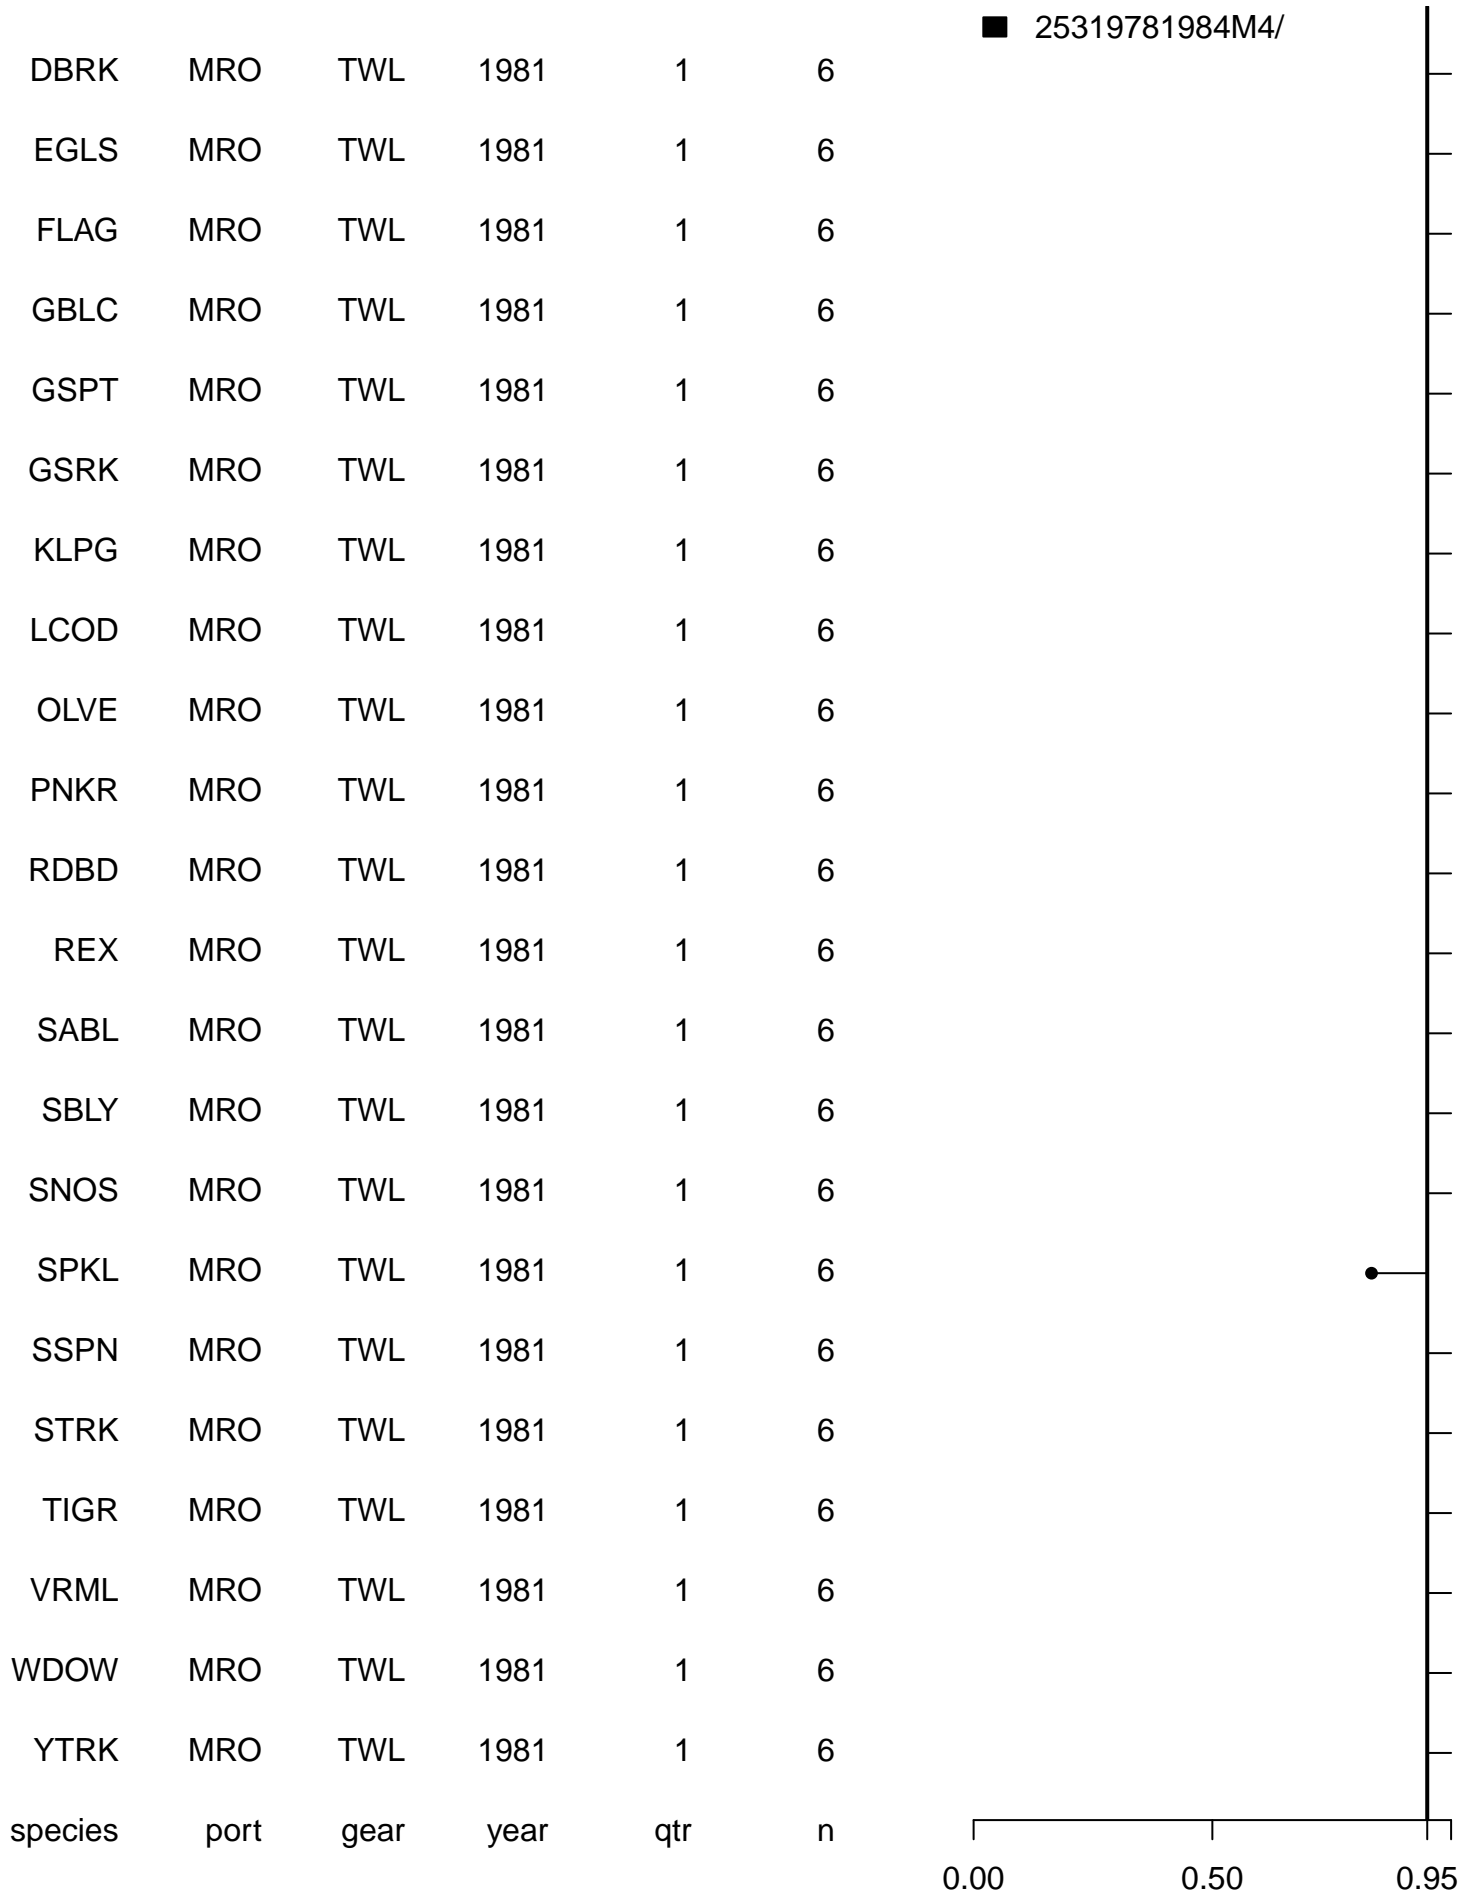 25319781984M4/
DBRK MRO TWL 1981 1 6
EGLS MRO TWL 1981 1 6
FLAG MRO TWL 1981 1 6
GBLC MRO TWL 1981 1 6
GSPT MRO TWL 1981 1 6
GSRK MRO TWL 1981 1 6
KLPG MRO TWL 1981 1 6
LCOD MRO TWL 1981 1 6
OLVE MRO TWL 1981 1 6
PNKR MRO TWL 1981 1 6
RDBD MRO TWL 1981 1 6
REX MRO TWL 1981 1 6
SABL MRO TWL 1981 1 6
SBLY MRO TWL 1981 1 6
SNOS MRO TWL 1981 1 6
SPKL MRO TWL 1981 1 6
SSPN MRO TWL 1981 1 6
STRK MRO TWL 1981 1 6
TIGR MRO TWL 1981 1 6
VRML MRO TWL 1981 1 6
WDOW MRO TWL 1981 1 6
YTRK MRO TWL 1981 1 6
species port gear year qtr n
0.00 0.50 0.95